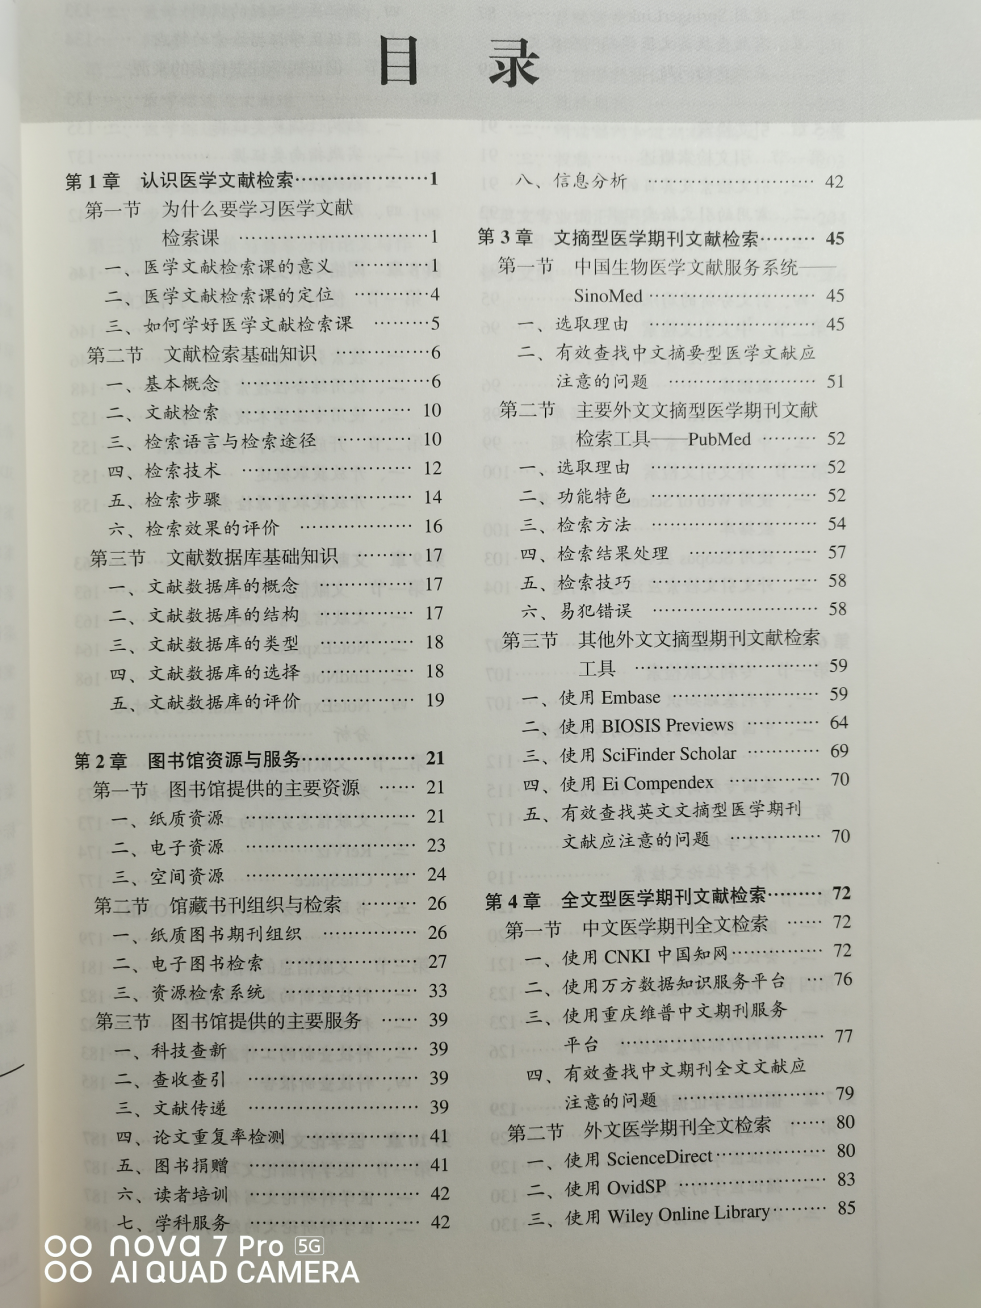 目 录
第1章 认识医学文献检索…………………1
第一节 为什么要学习医学文献
检索课 …………………………1
一、医学文献检索课的意义 …………1
二、医学文献检索课的定位 …………4
三、如何学好医学文献检索课 ………5
第二节 文献检索基础知识 ……………6
一、基本概念 …………………………6
二、文献检索 ……………………… 10
三、检索语言与检索途径 ………… 10
四、检索技术 ……………………… 12
五、检索步骤 ……………………… 14
六、检索效果的评价 ……………… 16
第三节 文献数据库基础知识 ……… 17
一、文献数据库的概念 …………… 17
二、文献数据库的结构 …………… 17
三、文献数据库的类型 …………… 18
四、文献数据库的选择 …………… 18
五、文献数据库的评价 …………… 19
第2章 图书馆资源与服务……………… 21
第一节 图书馆提供的主要资源 …… 21
一、纸质资源 ……………………… 21
二、电子资源 ……………………… 23
三、空间资源 ……………………… 24
第二节 馆藏书刊组织与检索 ……… 26
一、纸质图书期刊组织 …………… 26
二、电子图书检索 ………………… 27
三、资源检索系统 ………………… 33
第三节 图书馆提供的主要服务 …… 39
一、科技查新 ……………………… 39
二、查收查引 ……………………… 39
三、文献传递 ……………………… 39
四、论文重复率检测 ……………… 41
五、图书捐赠 ……………………… 41
六、读者培训 ……………………… 42
七、学科服务 ……………………… 42
八、信息分析 ……………………… 42
第3章 文摘型医学期刊文献检索……… 45
第一节 中国生物医学文献服务系统——
SinoMed …………………… 45
一、选取理由 ……………………… 45
二、有效查找中文摘要型医学文献应
注意的问题 …………………… 51
第二节 主要外文文摘型医学期刊文献
检索工具——PubMed ……… 52
一、选取理由 ……………………… 52
二、功能特色 ……………………… 52
三、检索方法 ……………………… 54
四、检索结果处理 ………………… 57
五、检索技巧 ……………………… 58
六、易犯错误 ……………………… 58
第三节 其他外文文摘型期刊文献检索
工具 ………………………… 59
一、使用 Embase ………………… 59
二、使用 BIOSIS Previews ………… 64
三、使用 SciFinder Scholar ………… 69
四、使用 Ei Compendex …………… 70
五、有效查找英文文摘型医学期刊
文献应注意的问题 …………… 70
第4章 全文型医学期刊文献检索……… 72
第一节 中文医学期刊全文检索 …… 72
一、使用 CNKI 中国知网…………… 72
二、使用万方数据知识服务平台 … 76
三、使用重庆维普中文期刊服务
平台 …………………………… 77
四、有效查找中文期刊全文文献应
注意的问题 …………………… 79
第二节 外文医学期刊全文检索 …… 80
一、使用 ScienceDirect……………… 80
二、使用 OvidSP …………………… 83
三、使用 Wiley Online Library……… 85
nova 7 Pro 5G
AI QUAD CAMERA